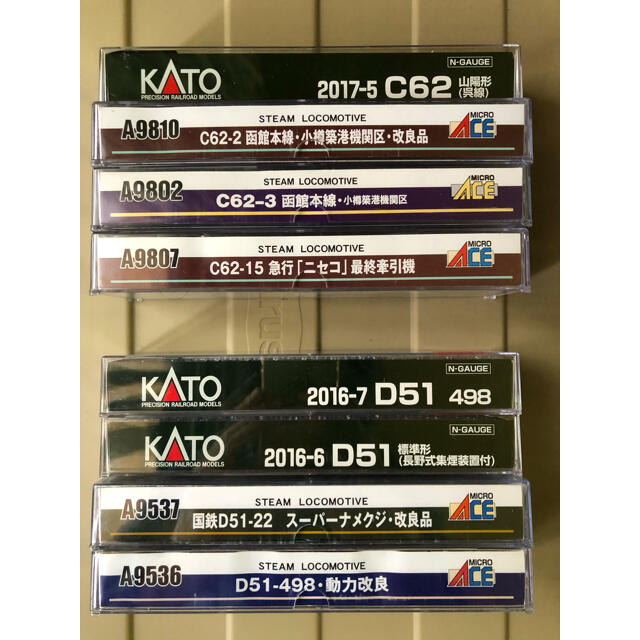 KATO
PRECISION RAILROAD MODELS
N-GAUGE
2017-5 C62 山陽形
(呉線)
A9810
STEAM LOCOMOTIVE
C62-2 函館本線・小樽築港機関区・改良品
MICRO
ACE
A9802
STEAM LOCOMOTIVE
C62-3 函館本線・小樽築港機関区
MICRO
ACE
A9807
STEAM LOCOMOTIVE
C62-15 急行「ニセコ」最終牽引機
MICRO
ACE
KATO
PRECISION RAILROAD MODELS
N-GAUGE
2016-7 D51 498
KATO
PRECISION RAILROAD MODELS
N-GAUGE
2016-6 D51 標準形
(長野式集煙装置付)
A9537
STEAM LOCOMOTIVE
国鉄D51-22 スーパーナメクジ・改良品
MICRO
ACE
A9536
STEAM LOCOMOTIVE
D51-498・動力改良
MICRO
ACE